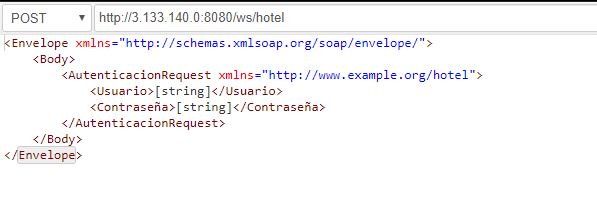 POST http://3.133.140.0:8080/ws/hotel
<Envelope xmlns="http://schemas.xmlsoap.org/soap/envelope/">
<Body>
<AutenticacionRequest xmlns="http://www.example.org/hotel">
<Usuario>[string]</Usuario>
<Contraseña>[string]</Contraseña>
</AutenticacionRequest>
</Body>
</Envelope>